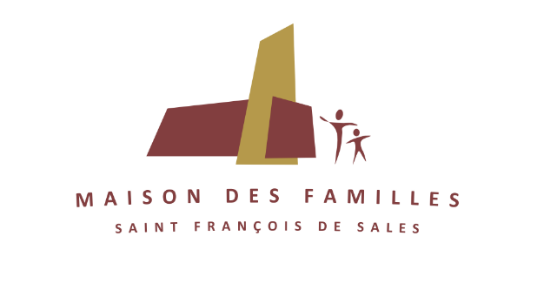 MAISON DES FAMILLES
SAINT FRANÇOIS DE SALES